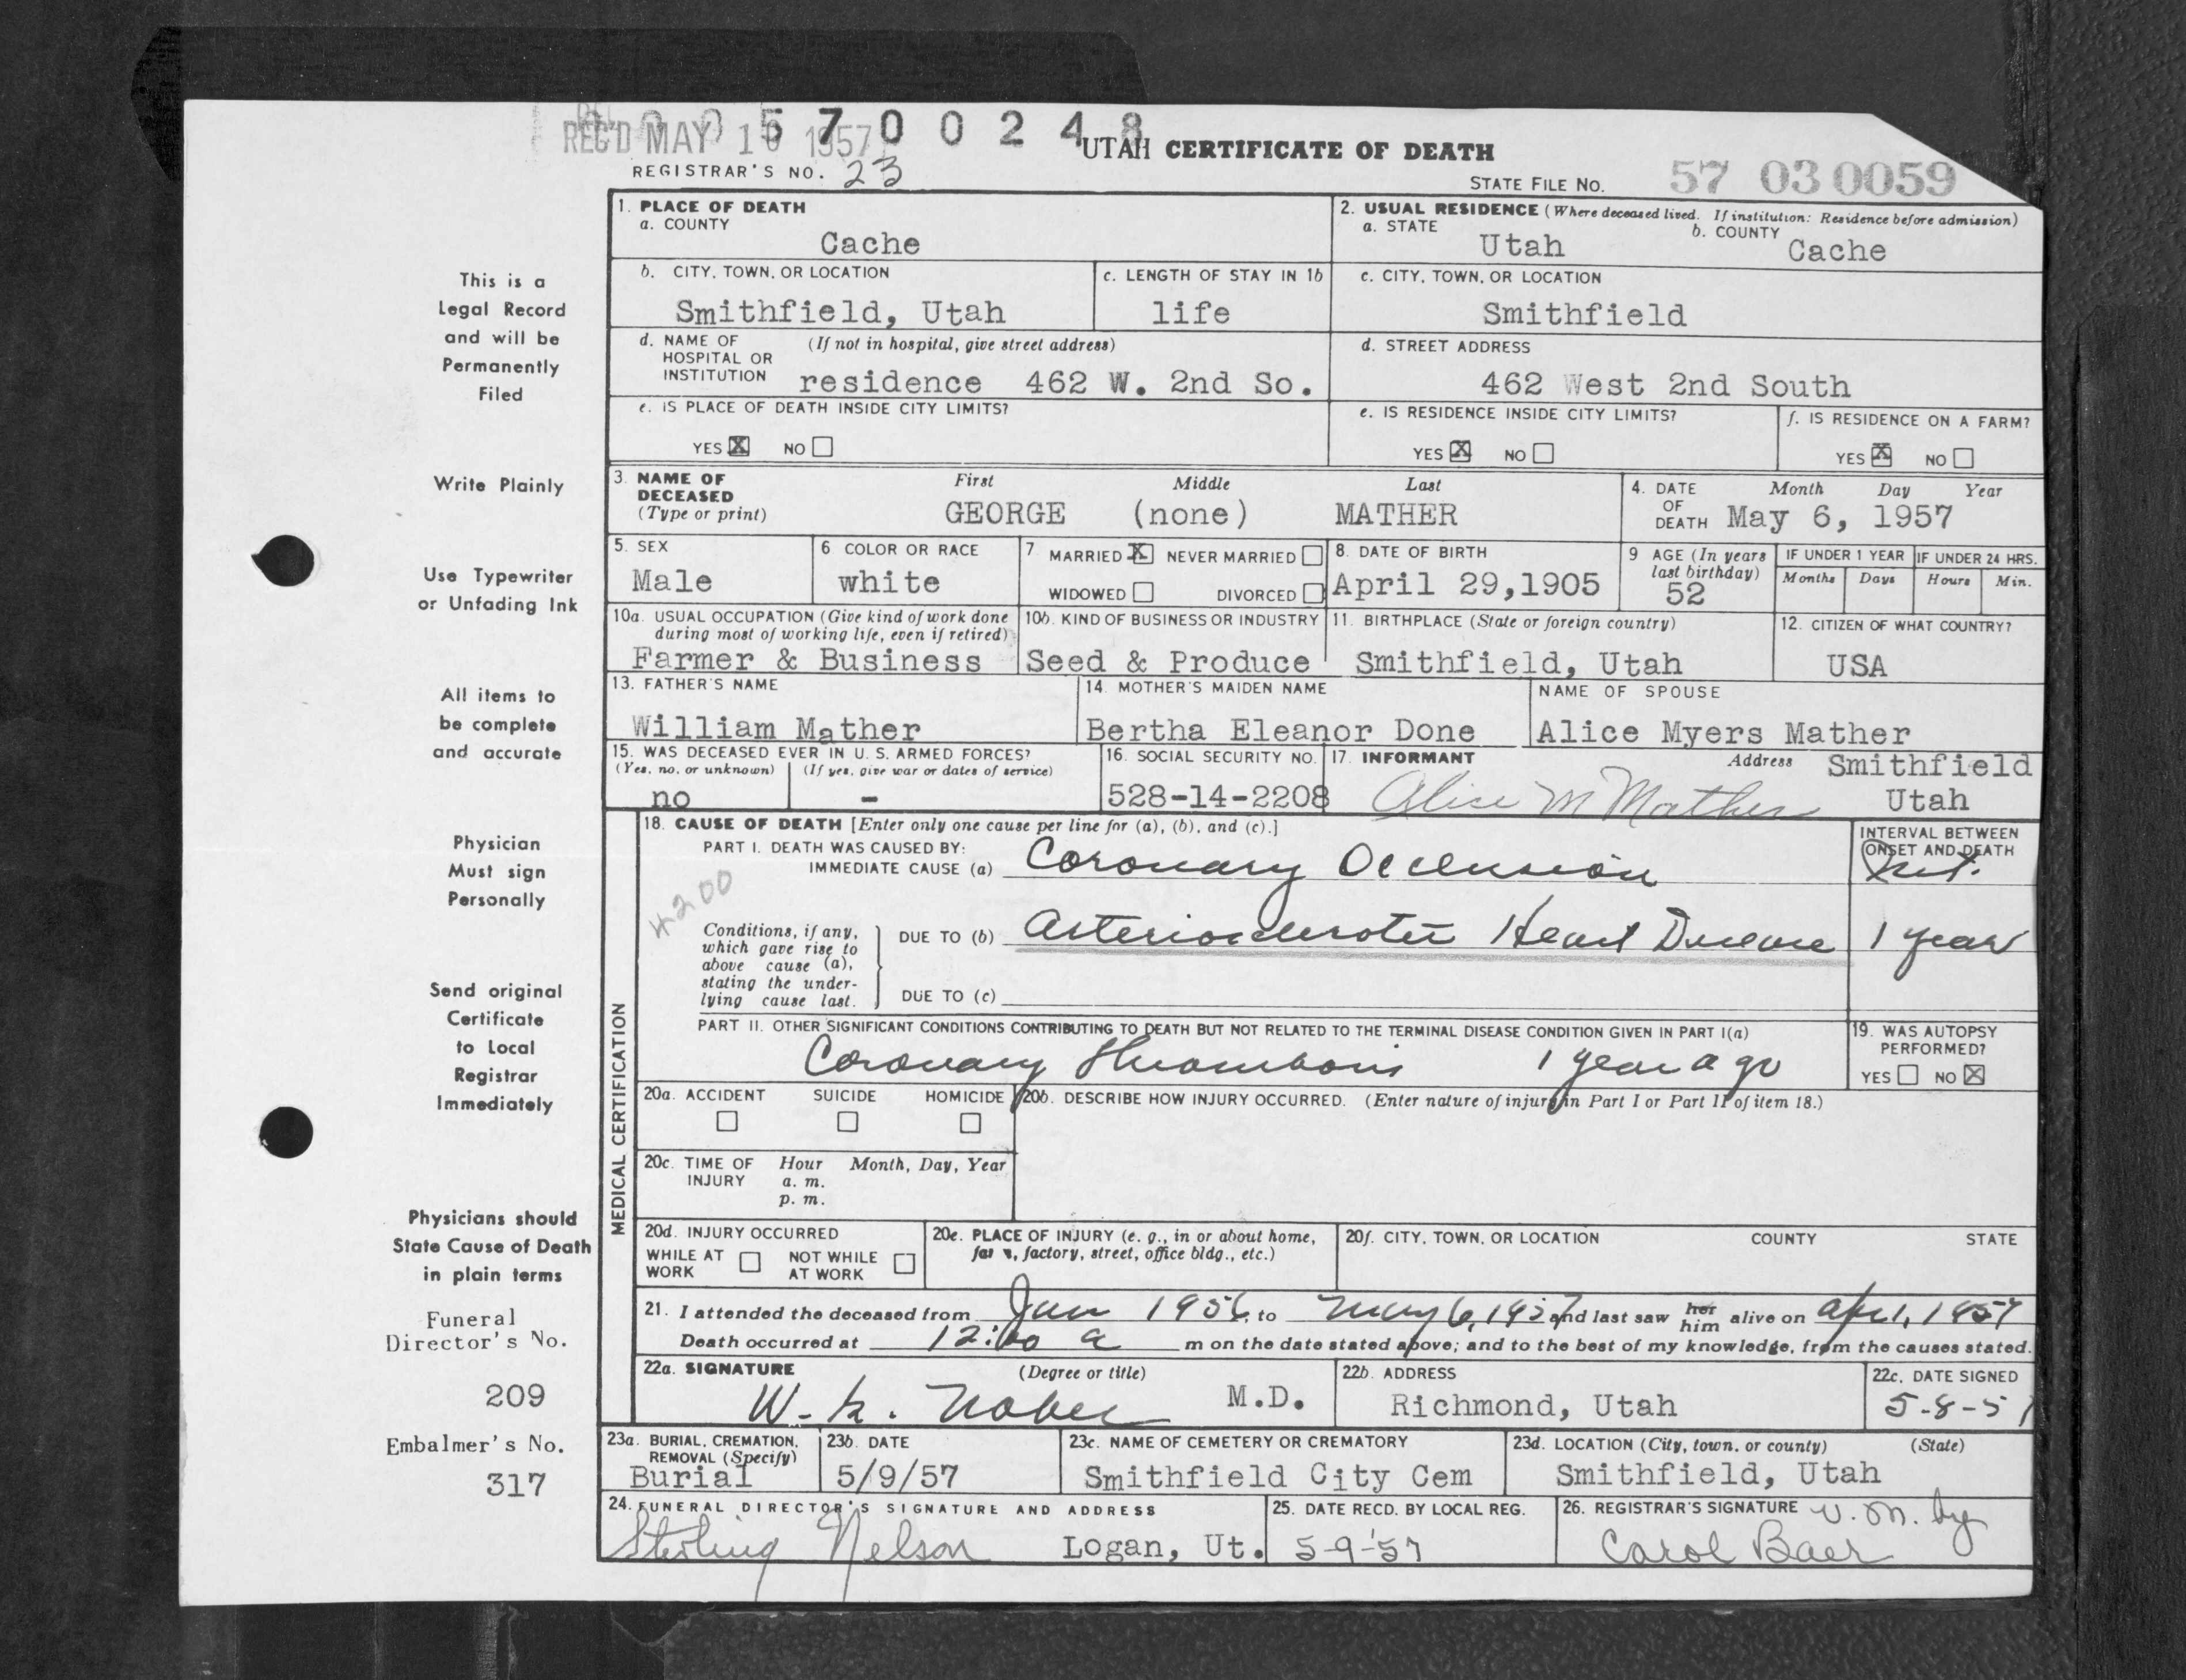 REC'D MAY 10 1957
5 7 0 0 2 4 8
UTAH CERTIFICATE OF DEATH
REGISTRAR'S NO. 23
STATE FILE NO. 57 03 0059
1. PLACE OF DEATH
a. COUNTY
Cache
2. USUAL RESIDENCE (Where deceased lived. If institution: Residence before admission)
a. STATE Utah b. COUNTY Cache
b. CITY, TOWN, OR LOCATION
Smithfield, Utah
c. LENGTH OF STAY IN 1b
life
c. CITY, TOWN, OR LOCATION
Smithfield
d. NAME OF HOSPITAL OR INSTITUTION (If not in hospital, give street address)
residence 462 W. 2nd So.
d. STREET ADDRESS
462 West 2nd South
e. IS PLACE OF DEATH INSIDE CITY LIMITS?
YES X NO
e. IS RESIDENCE INSIDE CITY LIMITS?
YES X NO
f. IS RESIDENCE ON A FARM?
YES X NO
3. NAME OF DECEASED (Type or print)
First Middle Last
GEORGE (none) MATHER
4. DATE OF DEATH Month Day Year
May 6, 1957
5. SEX
Male
6 COLOR OR RACE
white
7 MARRIED X NEVER MARRIED
WIDOWED DIVORCED
8. DATE OF BIRTH
April 29,1905
9 AGE (In years last birthday)
52
IF UNDER 1 YEAR
Months Days
IF UNDER 24 HRS.
Hours Min.
10a. USUAL OCCUPATION (Give kind of work done during most of working life, even if retired)
Farmer & Business
10b. KIND OF BUSINESS OR INDUSTRY
Seed & Produce
11. BIRTHPLACE (State or foreign country)
Smithfield, Utah
12. CITIZEN OF WHAT COUNTRY?
USA
13. FATHER'S NAME
William Mather
14. MOTHER'S MAIDEN NAME
Bertha Eleanor Done
NAME OF SPOUSE
Alice Myers Mather
15. WAS DECEASED EVER IN U. S. ARMED FORCES?
(Yes, no, or unknown) (If yes, give war or dates of service)
no -
16. SOCIAL SECURITY NO.
528-14-2208
17. INFORMANT Address
Alice M Mather Smithfield
Utah
MEDICAL CERTIFICATION
18. CAUSE OF DEATH [Enter only one cause per line for (a), (b), and (c).]
PART I. DEATH WAS CAUSED BY:
IMMEDIATE CAUSE (a) Coronary Occlusion
INTERVAL BETWEEN ONSET AND DEATH
4200
Conditions, if any, which gave rise to above cause (a), stating the underlying cause last.
DUE TO (b) Arteriosclerotic Heart Disease 1 year
DUE TO (c)
PART II. OTHER SIGNIFICANT CONDITIONS CONTRIBUTING TO DEATH BUT NOT RELATED TO THE TERMINAL DISEASE CONDITION GIVEN IN PART I(a)
Coronary Thrombosis 1 year ago
19. WAS AUTOPSY PERFORMED?
YES NO X
20a. ACCIDENT SUICIDE HOMICIDE
20b. DESCRIBE HOW INJURY OCCURRED. (Enter nature of injury in Part I or Part II of item 18.)
20c. TIME OF INJURY Hour Month, Day, Year
a. m.
p. m.
20d. INJURY OCCURRED
WHILE AT WORK NOT WHILE AT WORK
20e. PLACE OF INJURY (e. g., in or about home, farm, factory, street, office bldg., etc.)
20f. CITY, TOWN, OR LOCATION COUNTY STATE
21. I attended the deceased from Jan 1956, to May 6, 1957 and last saw her him alive on Apr 1, 1957
Death occurred at 12:00 a m on the date stated above; and to the best of my knowledge, from the causes stated.
22a. SIGNATURE (Degree or title)
W. K. M.D.
22b. ADDRESS
Richmond, Utah
22c. DATE SIGNED
5-8-57
23a. BURIAL, CREMATION, REMOVAL (Specify)
Burial
23b. DATE
5/9/57
23c. NAME OF CEMETERY OR CREMATORY
Smithfield City Cem
23d. LOCATION (City, town, or county) (State)
Smithfield, Utah
24. FUNERAL DIRECTOR'S SIGNATURE AND ADDRESS
Sterling Nelson Logan, Ut.
25. DATE RECD. BY LOCAL REG.
5-9-'57
26. REGISTRAR'S SIGNATURE V. M. by
Carol Baer
This is a
Legal Record
and will be
Permanently
Filed
Write Plainly
Use Typewriter
or Unfading Ink
All items to
be complete
and accurate
Physician
Must sign
Personally
Send original
Certificate
to Local
Registrar
Immediately
Physicians should
State Cause of Death
in plain terms
Funeral
Director's No.
209
Embalmer's No.
317